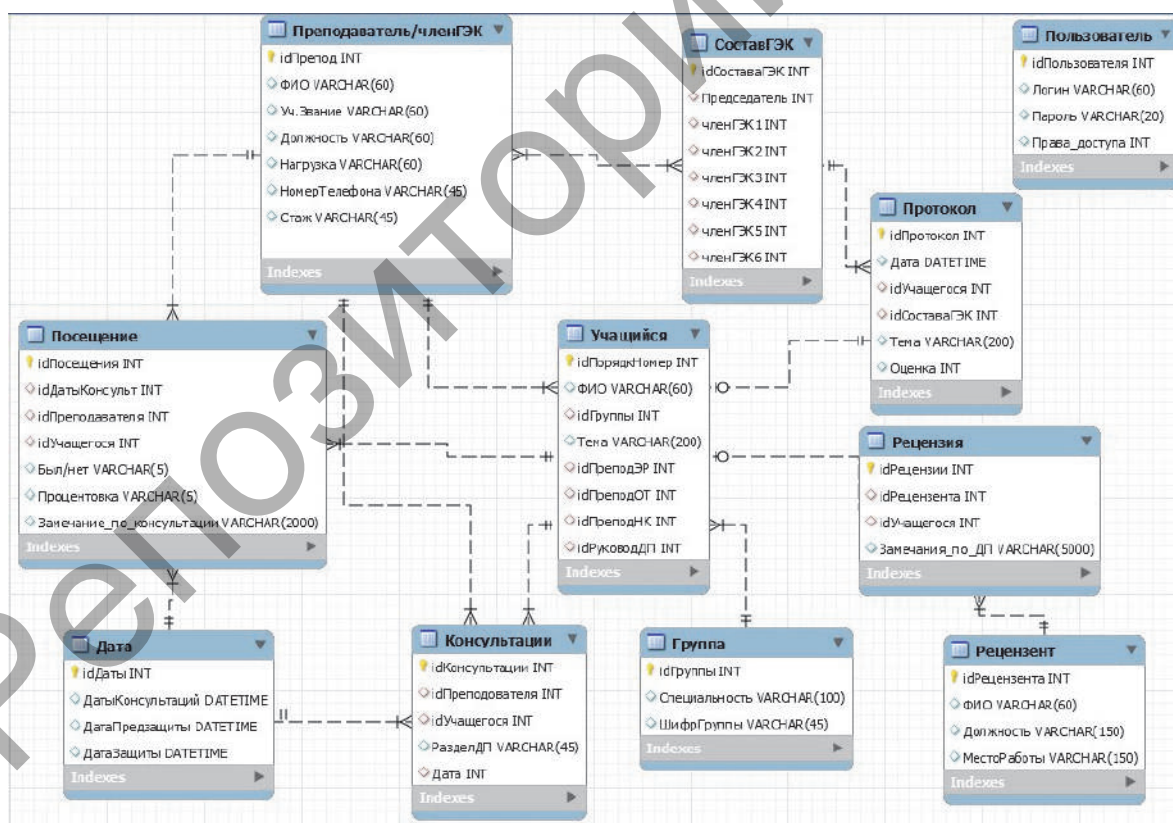 Преподаватель/членГЭК
idПрепод INT
ФИО VARCHAR(60)
Уч.Звание VARCHAR(60)
Должность VARCHAR(60)
Нагрузка VARCHAR(60)
НомерТелефона VARCHAR(45)
Стаж VARCHAR(45)
Indexes
СоставГЭК
idСоставаГЭК INT
Председатель INT
членГЭК1 INT
членГЭК2 INT
членГЭК3 INT
членГЭК4 INT
членГЭК5 INT
членГЭК6 INT
Indexes
Пользователь
idПользователя INT
Логин VARCHAR(60)
Пароль VARCHAR(20)
Права_доступа INT
Indexes
Протокол
idПротокол INT
Дата DATETIME
idУчащегося INT
idСоставаГЭК INT
Тема VARCHAR(200)
Оценка INT
Indexes
Посещение
idПосещения INT
idДатыКонсульт INT
idПреподавателя INT
idУчащегося INT
Был/нет VARCHAR(5)
Процентовка VARCHAR(5)
Замечание_по_консультации VARCHAR(2000)
Indexes
Учащийся
idПорядкНомер INT
ФИО VARCHAR(60)
idГруппы INT
Тема VARCHAR(200)
idПреподЭР INT
idПреподОТ INT
idПреподНК INT
idРуководДП INT
Indexes
Рецензия
idРецензии INT
idРецензента INT
idУчащегося INT
Замечания_по_ДП VARCHAR(5000)
Indexes
Дата
idДаты INT
ДатыКонсультаций DATETIME
ДатаПредзащиты DATETIME
ДатаЗащиты DATETIME
Indexes
Консультации
idКонсультации INT
idПреподователя INT
idУчащегося INT
РазделДП VARCHAR(45)
Дата INT
Indexes
Группа
idГруппы INT
Специальность VARCHAR(100)
ШифрГруппы VARCHAR(45)
Indexes
Рецензент
idРецензента INT
ФИО VARCHAR(60)
Должность VARCHAR(150)
МестоРаботы VARCHAR(150)
Indexes
Репозитори